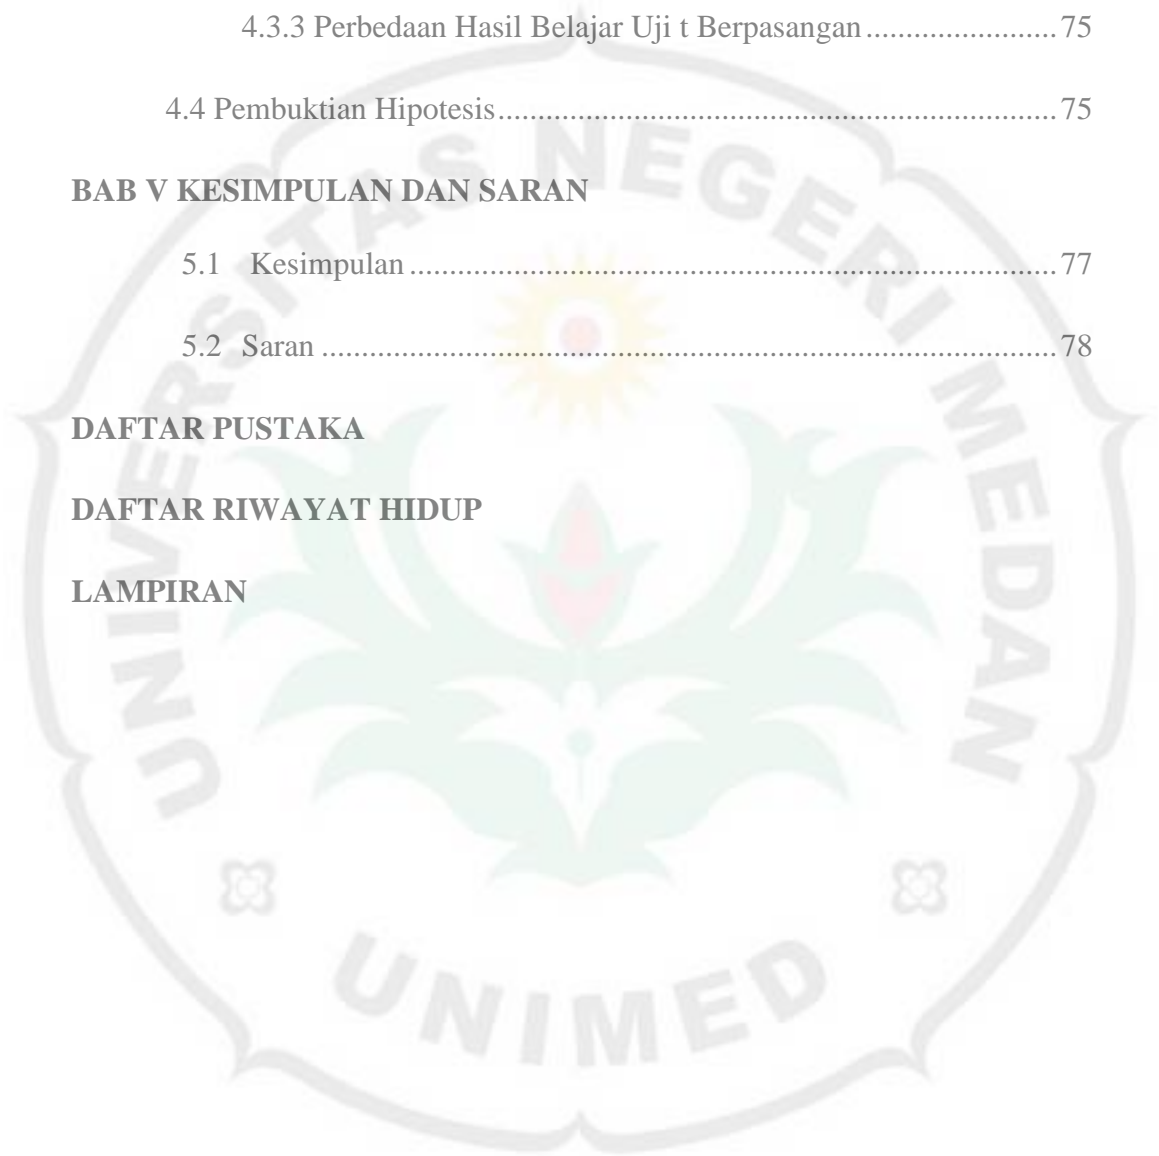 4.3.3 Perbedaan Hasil Belajar Uji t Berpasangan ....................... 75
4.4 Pembuktian Hipotesis ..................................................................... 75
BAB V KESIMPULAN DAN SARAN
5.1 Kesimpulan ................................................................................ 77
5.2 Saran ........................................................................................... 78
DAFTAR PUSTAKA
DAFTAR RIWAYAT HIDUP
LAMPIRAN
UNIVERSITAS NEGERI MEDAN
UNIMED